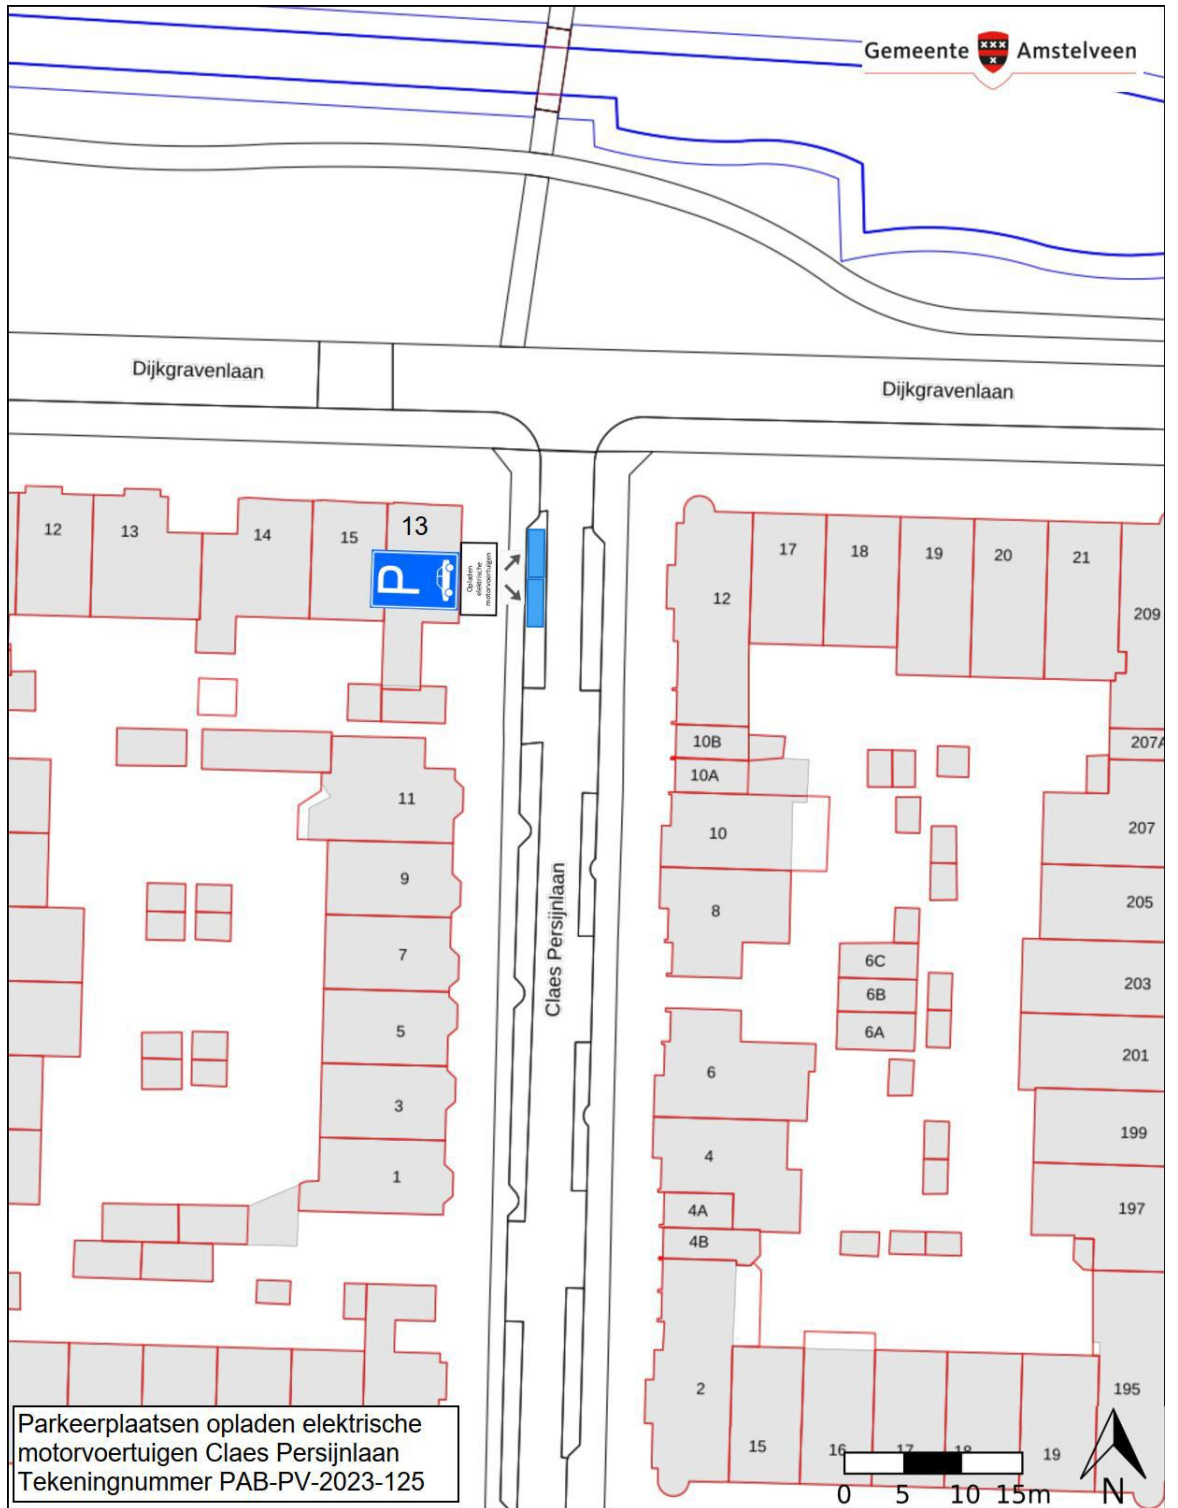 Gemeente Amstelveen
Dijkgravenlaan
Dijkgravenlaan
12
13
14
15
13
P
Opladen
elektrische
motorvoertuigen
12
17
18
19
20
21
209
10B
10A
207A
11
10
207
9
8
205
Claes Persijnlaan
7
6C
203
6B
5
6A
201
6
3
199
4
1
197
4A
4B
2
195
15
16
17
18
19
Parkeerplaatsen opladen elektrische
motorvoertuigen Claes Persijnlaan
Tekeningnummer PAB-PV-2023-125
0 5 10 15m
N